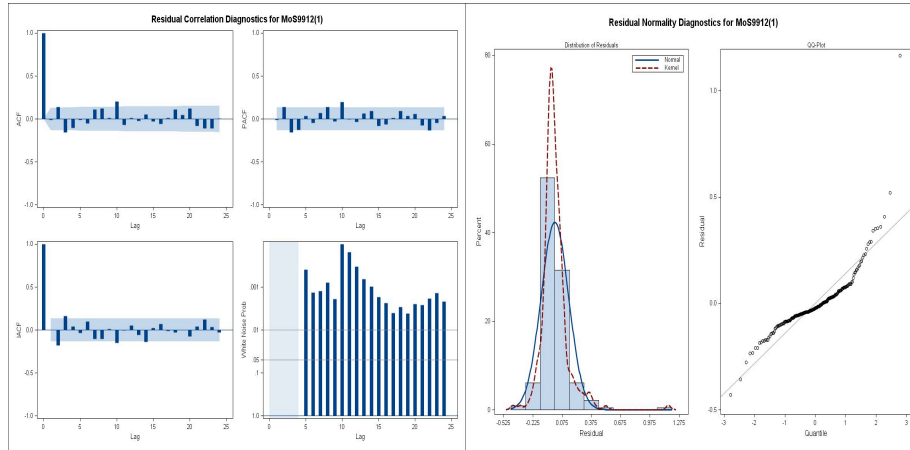 Residual Correlation Diagnostics for MoS9912(1)
ACF
1.0
0.5
0.0
-0.5
-1.0
0 5 10 15 20 25
Lag
PACF
1.0
0.5
0.0
-0.5
-1.0
0 5 10 15 20 25
Lag
IACF
1.0
0.5
0.0
-0.5
-1.0
0 5 10 15 20 25
Lag
White Noise Prob
.001
.01
.05
.1
1.0
0 5 10 15 20 25
Lag
Residual Normality Diagnostics for MoS9912(1)
Distribution of Residuals
Normal
Kernel
Percent
80
60
40
20
0
-0.525 -0.225 0.075 0.375 0.675 0.975 1.275
Residual
QQ-Plot
Residual
1.0
0.5
0.0
-0.5
-3 -2 -1 0 1 2 3
Quantile